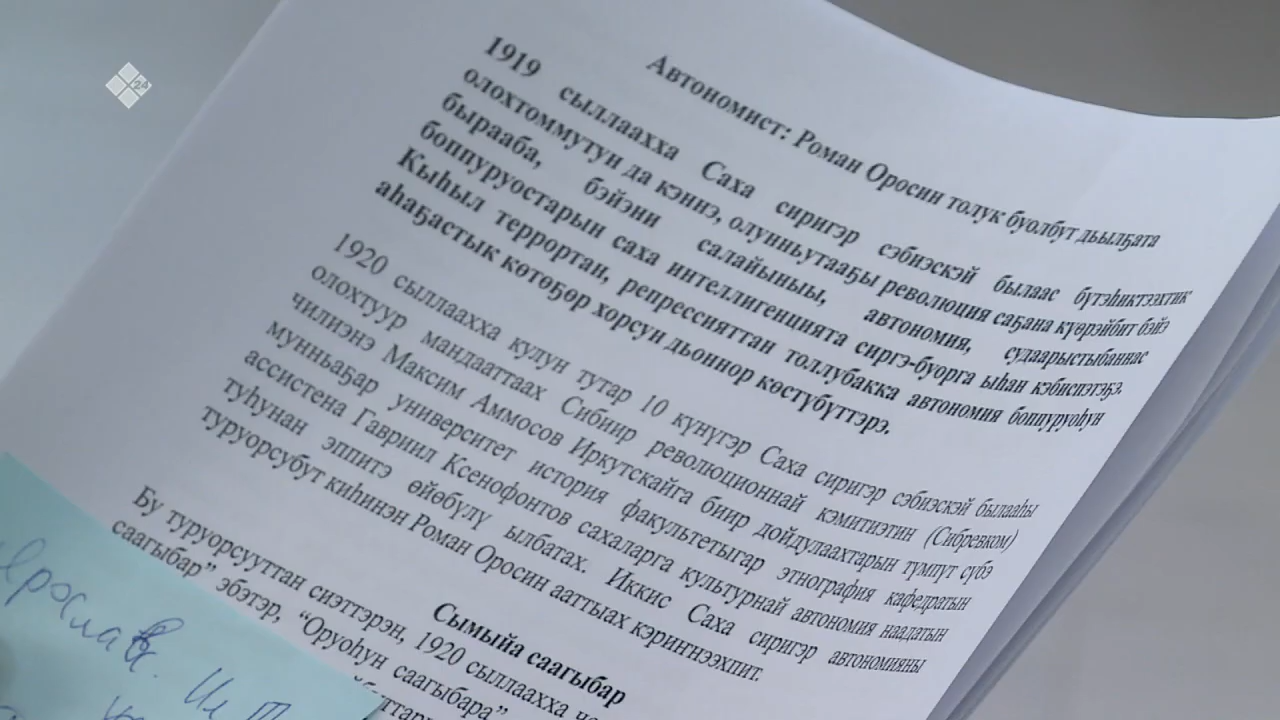 24
Автономист: Роман Оросин толук буолбут дьылҕата
1919 сыллаахха Саха сиригэр сэбиэскэй былаас бүтэһиктээхтик
олохтоммутун да кэннэ, олунньутааҕы революция саҕана күөрэйбит бэйэ
бырааба, бэйэни салайыныы, автономия, судаарыстыбаннас
боппуруостарын саха интеллигенцията сиргэ-буорга ыһан кэбиспэтэҕэ.
Кыһыл террортан, репрессияттан толлубакка автономия боппуруоһун
аһаҕастык көтөҕөр хорсун дьоннор көстүбүттэрэ.
1920 сыллаахха кулун тутар 10 күнүгэр Саха сиригэр сэбиэскэй былааһы
олохтуур мандааттаах Сибиир революционнай кэмитиэтин (Сибревком)
чилиэнэ Максим Аммосов Иркутскайга биир дойдулаахтарын түмпүт сүбэ
мунньаҕар университет история факультетыгар этнография кафедратын
ассистена Гавриил Ксенофонтов сахаларга культурнай автономия наадатын
туһунан эппитэ өйөбүлү ылбатах. Иккис Саха сиригэр автономияны
туруорсубут киһинэн Роман Оросин ааттыах кэриннээхпит.
Сымыйа саагыбар
Бу туруорсууттан сиэттэрэн, 1920 сыллаахха
саагыбар” эбэтэр, “Оруоһун саагыбара”